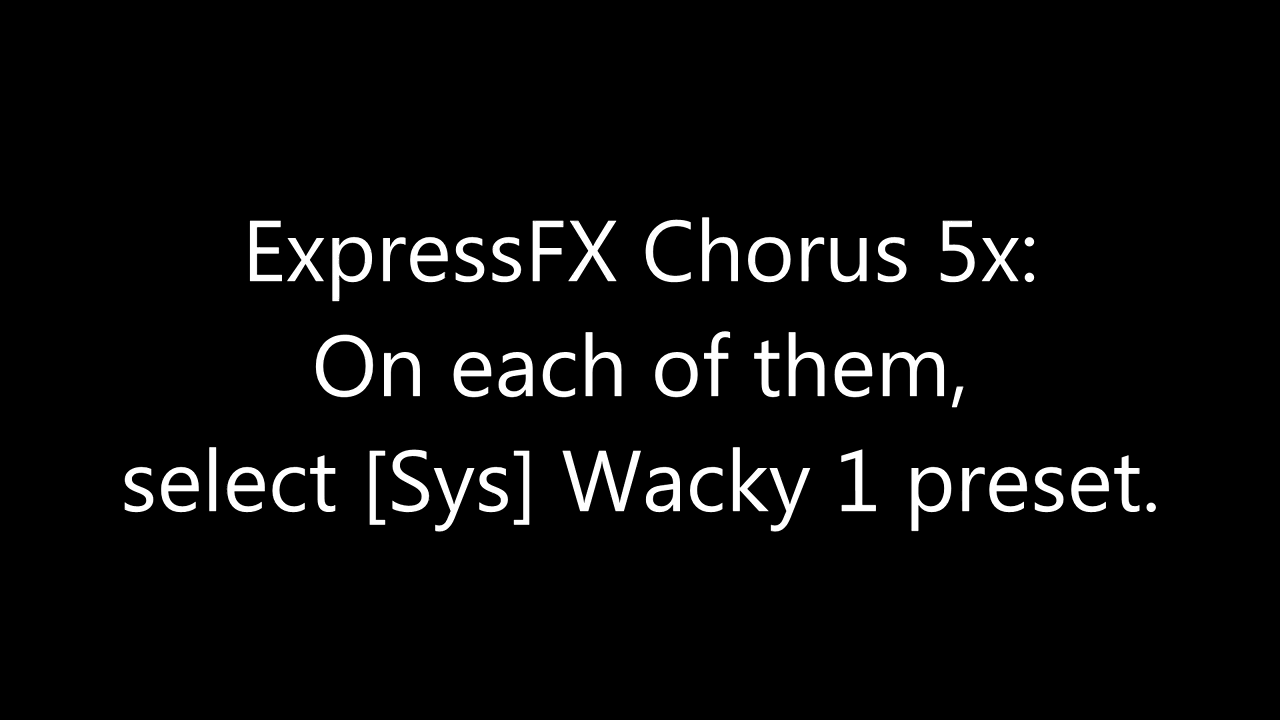 ExpressFX Chorus 5x:
On each of them,
select [Sys] Wacky 1 preset.